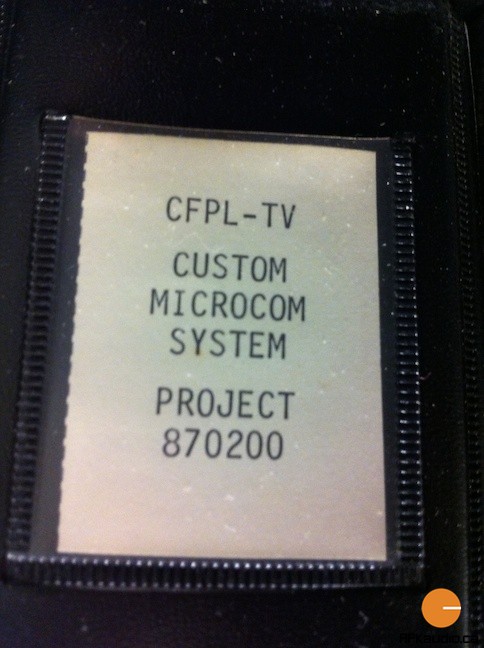 CFPL-TV
CUSTOM
MICROCOM
SYSTEM
PROJECT
870200